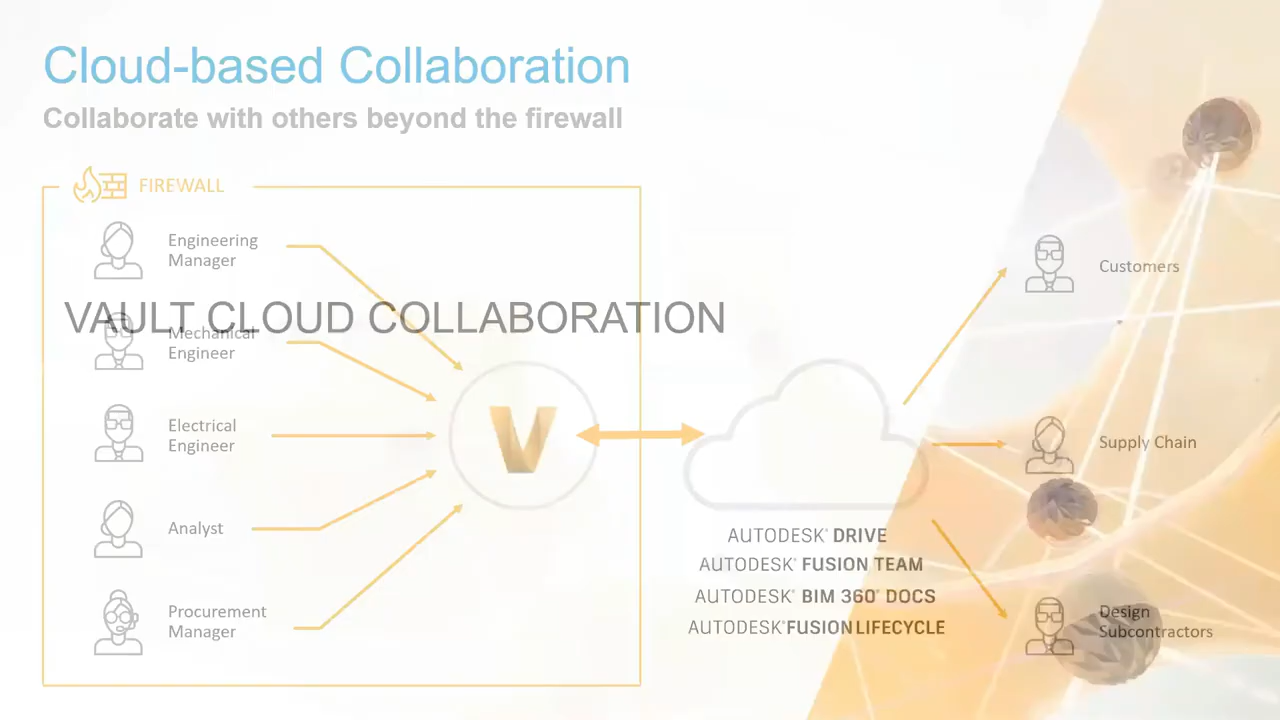 Cloud-based Collaboration
Collaborate with others beyond the firewall
FIREWALL
Engineering
Manager
VAULT CLOUD COLLABORATION
Mechanical
Engineer
Electrical
Engineer
Analyst
Procurement
Manager
V
AUTODESK® DRIVE
AUTODESK® FUSION TEAM
AUTODESK® BIM 360® DOCS
AUTODESK® FUSION LIFECYCLE
Customers
Supply Chain
Design
Subcontractors